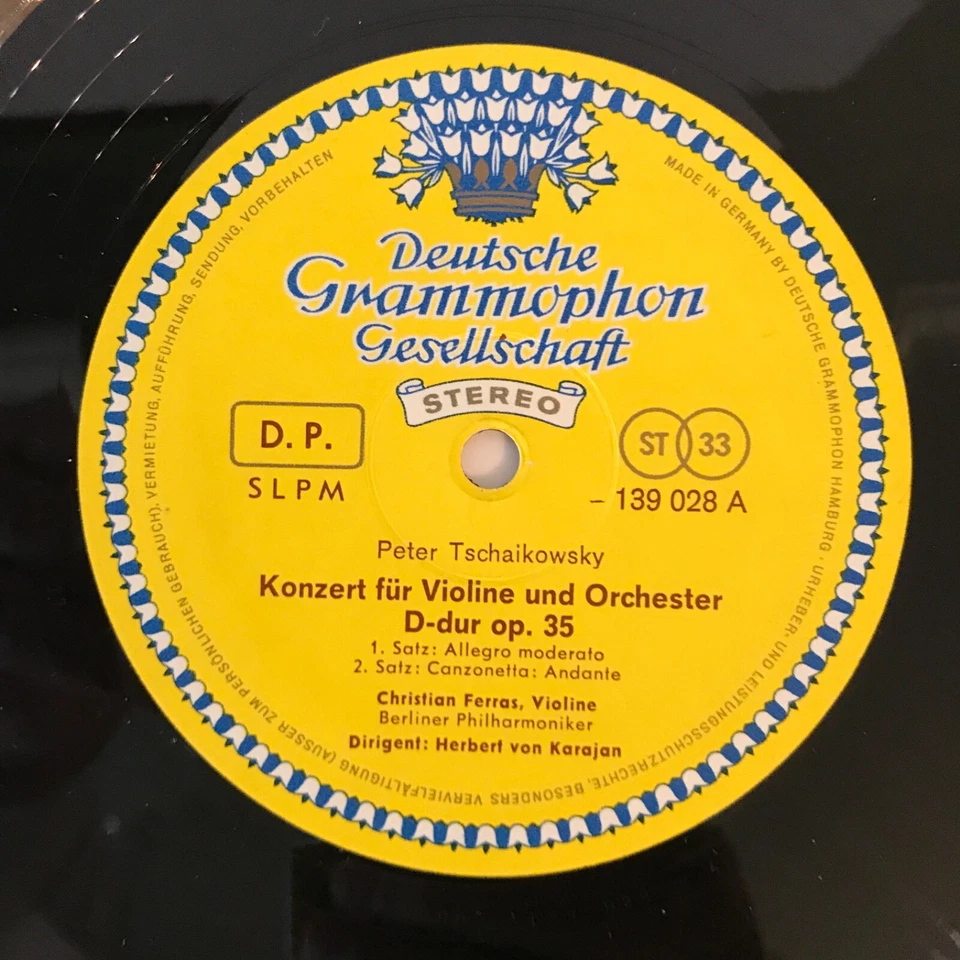 Deutsche
Grammophon
Gesellschaft
STEREO
D. P.
SLPM
ST 33
– 139 028 A
Peter Tschaikowsky
Konzert für Violine und Orchester
D-dur op. 35
1. Satz: Allegro moderato
2. Satz: Canzonetta: Andante
Christian Ferras, Violine
Berliner Philharmoniker
Dirigent: Herbert von Karajan
MADE IN GERMANY BY DEUTSCHE GRAMMOPHON HAMBURG · URHEBER- UND LEISTUNGSSCHUTZRECHTE, BESONDERS VERVIELFÄLTIGUNG (AUSSER ZUM PERSÖNLICHEN GEBRAUCH), VERMIETUNG, AUFFÜHRUNG, SENDUNG, VORBEHALTEN